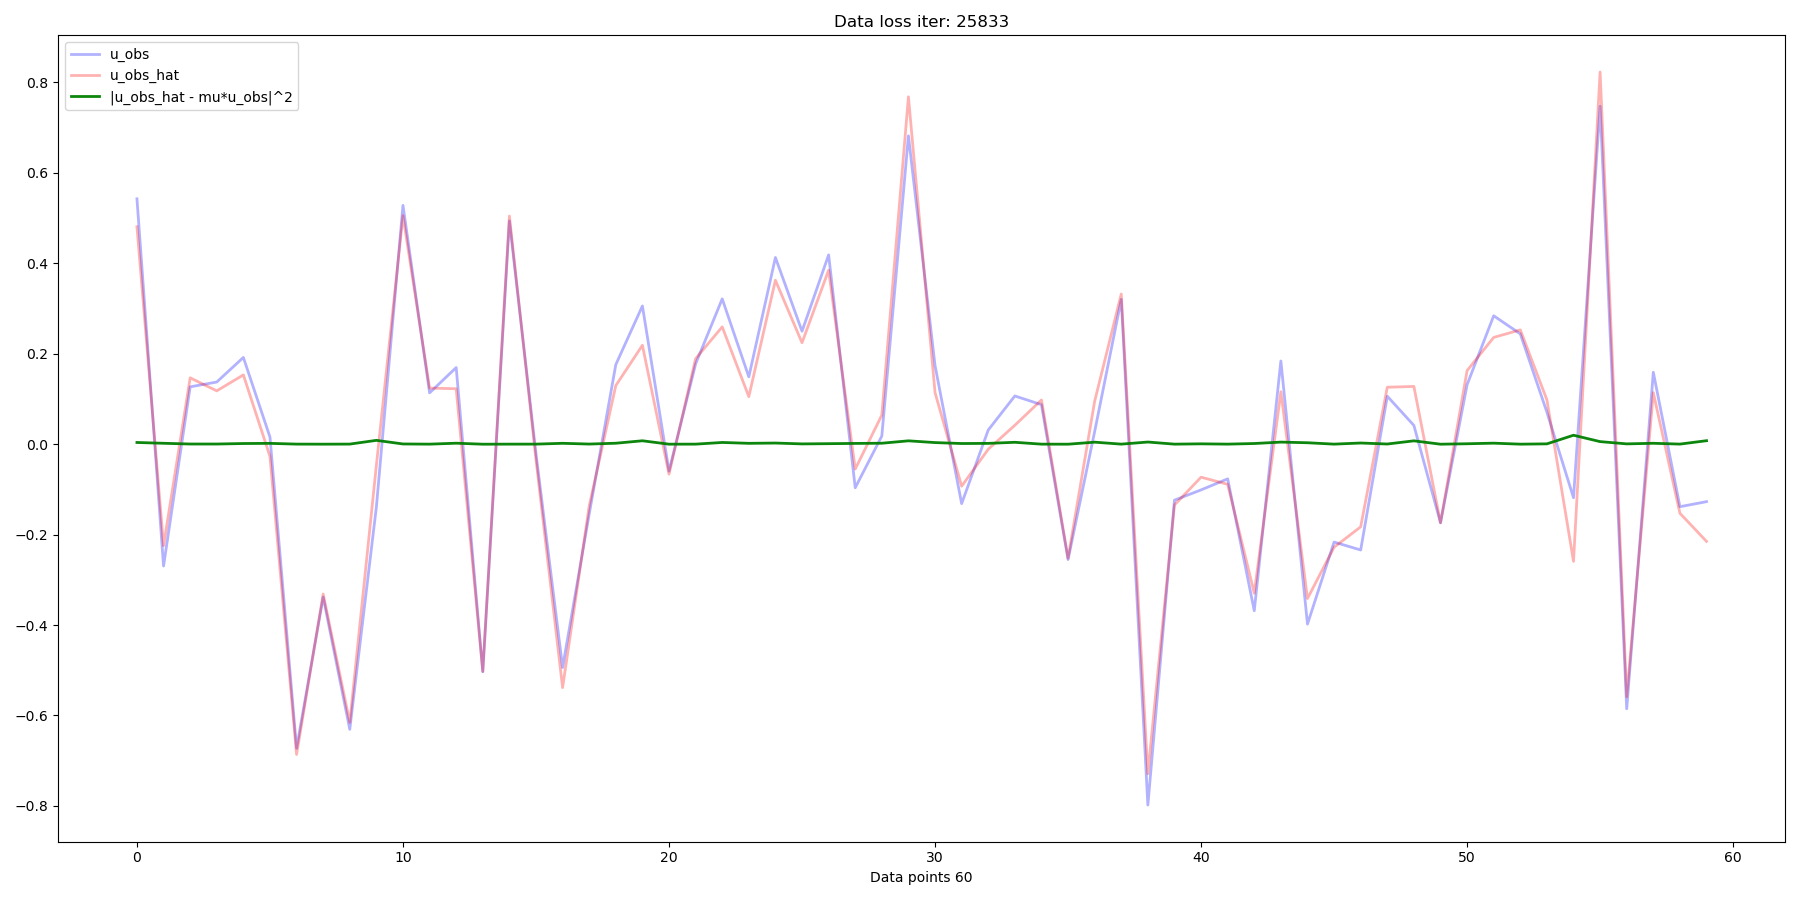 Data loss iter: 25833
u_obs
u_obs_hat
|u_obs_hat - mu*u_obs|^2
0.8
0.6
0.4
0.2
0.0
−0.2
−0.4
−0.6
−0.8
0 10 20 30 40 50 60
Data points 60